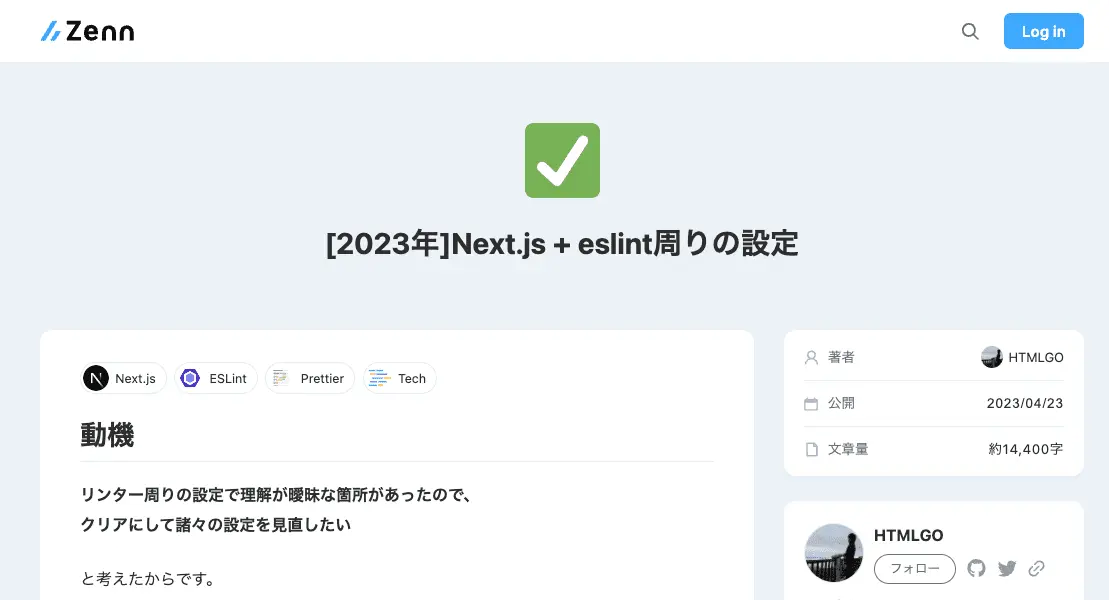 Zenn
Log in
[2023年]Next.js + eslint周りの設定
Next.js
ESLint
Prettier
Tech
動機
リンター周りの設定で理解が曖昧な箇所があったので、
クリアにして諸々の設定を見直したい
と考えたからです。
著者
HTMLGO
公開
2023/04/23
文章量
約14,400字
HTMLGO
フォロー